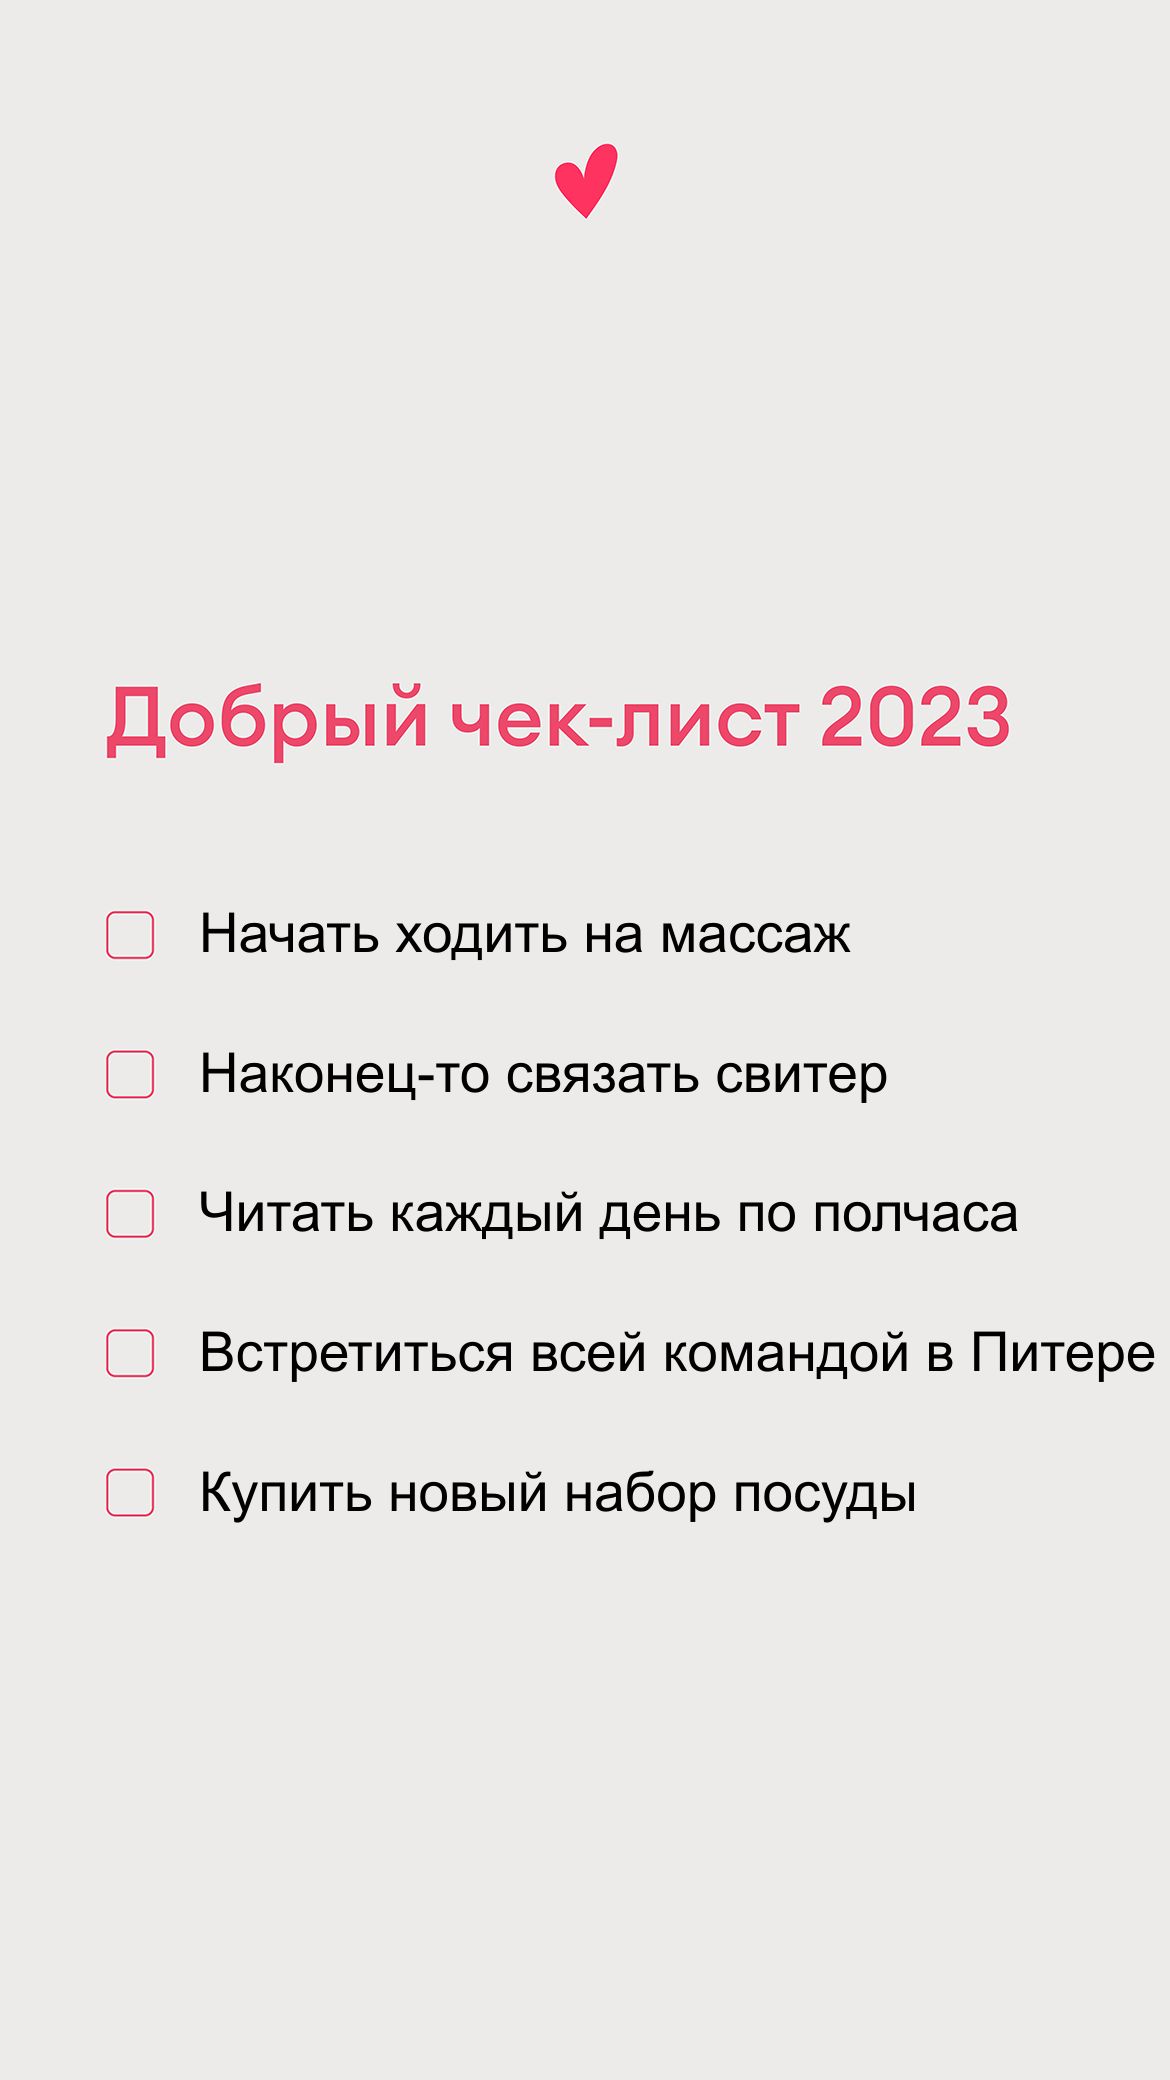 Добрый чек-лист 2023
Начать ходить на массаж
Наконец-то связать свитер
Читать каждый день по полчаса
Встретиться всей командой в Питере
Купить новый набор посуды